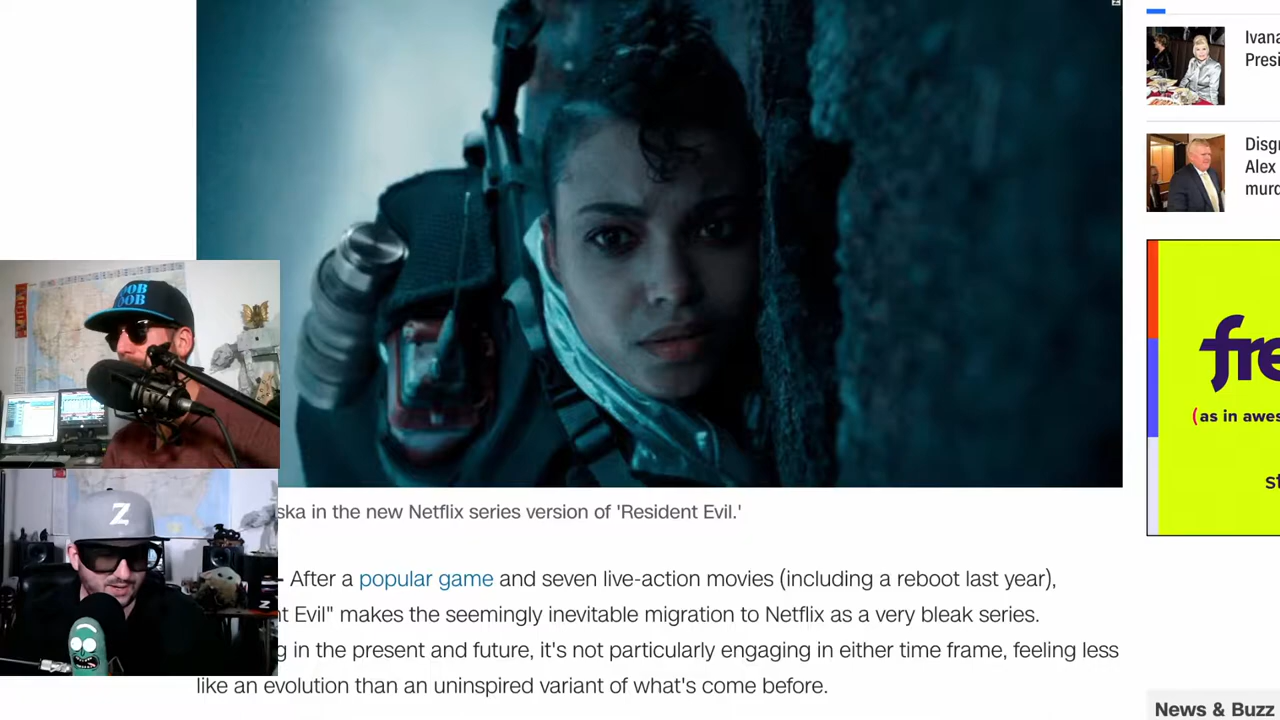 Ivana
Presi
Disgr
Alex
murd
OOB
OOB
fre
(as in awes
st
Z
ska in the new Netflix series version of 'Resident Evil.'
After a popular game and seven live-action movies (including a reboot last year),
t Evil" makes the seemingly inevitable migration to Netflix as a very bleak series.
g in the present and future, it's not particularly engaging in either time frame, feeling less
like an evolution than an uninspired variant of what's come before.
News & Buzz